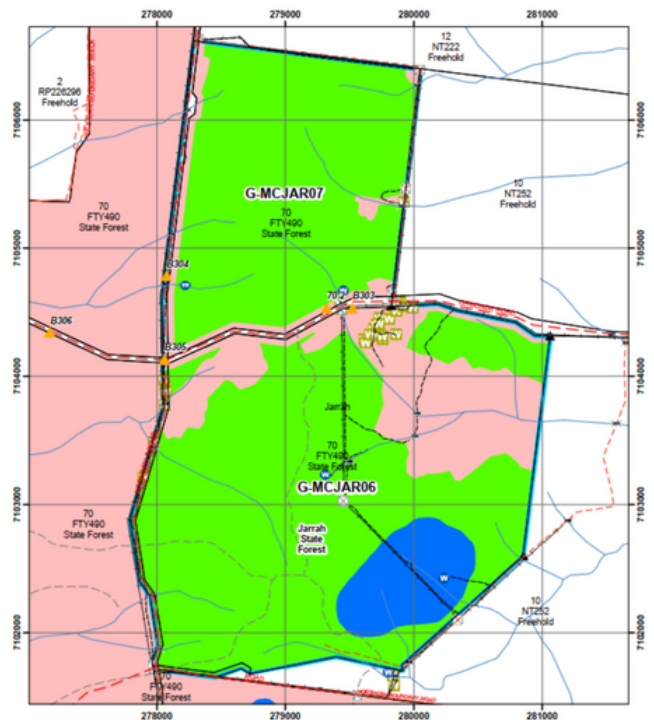 278000
279000
280000
281000
12
NT222
Freehold
2
RP226296
Freehold
7106000
7106000
G-MCJAR07
70
FTY490
State Forest
10
NT252
Freehold
70
FTY490
State Forest
7105000
7105000
B304
W
W
70 2
B303
B306
B305
7104000
7104000
Jarrah
70
FTY490
State Forest
W
G-MCJAR06
7103000
7103000
70
FTY490
State Forest
Jarrah
State
Forest
W
10
NT252
Freehold
7102000
7102000
70
FTY490
State Forest
278000
279000
280000
281000